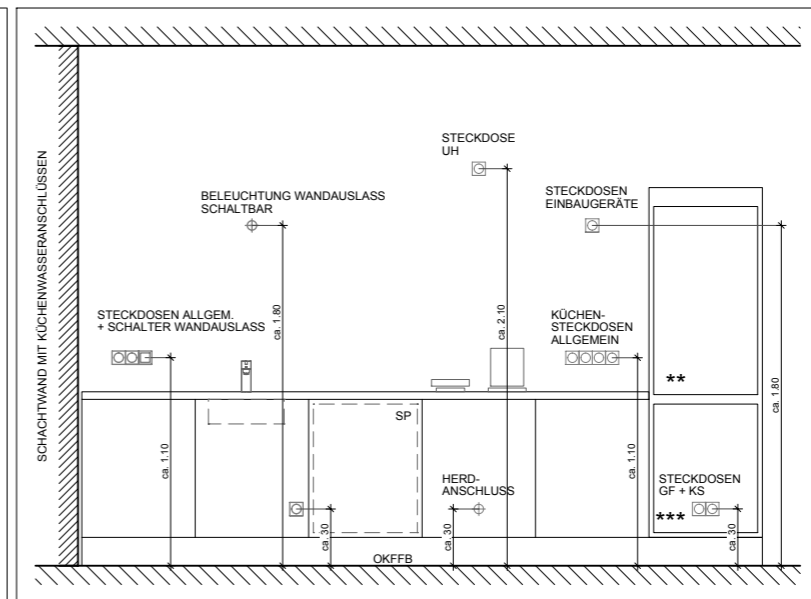 STECKDOSE
UH
BELEUCHTUNG WANDAUSLASS
SCHALTBAR
STECKDOSEN
EINBAUGERÄTE
SCHACHTWAND MIT KÜCHENWASSERANSCHLÜSSEN
STECKDOSEN ALLGEM.
+ SCHALTER WANDAUSLASS
ca. 1.80
ca. 2.10
KÜCHEN-
STECKDOSEN
ALLGEMEIN
**
ca. 1.80
SP
ca. 1.10
ca. 1.10
HERD-
ANSCHLUSS
STECKDOSEN
GF + KS
***
ca. 30
ca. 30
ca. 30
OKFFB